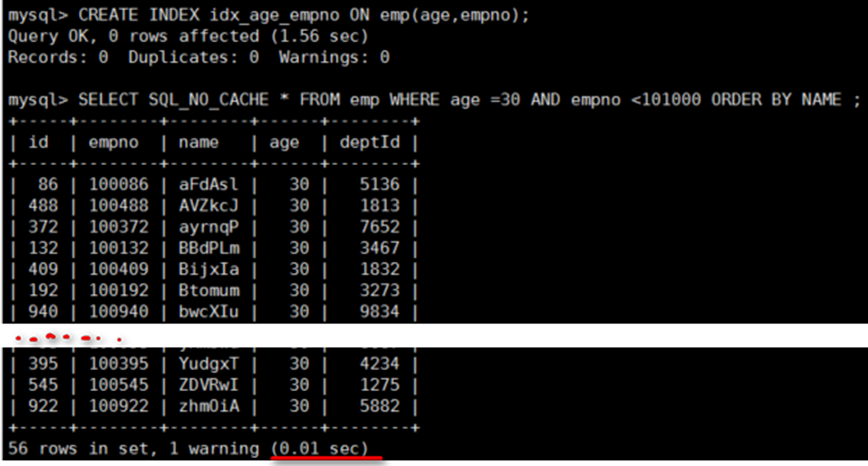 mysql> CREATE INDEX idx_age_empno ON emp(age,empno);
Query OK, 0 rows affected (1.56 sec)
Records: 0  Duplicates: 0  Warnings: 0
mysql> SELECT SQL_NO_CACHE * FROM emp WHERE age =30 AND empno <101000 ORDER BY NAME ;
+-----+--------+--------+------+--------+
| id  | empno  | name   | age  | deptId |
+-----+--------+--------+------+--------+
|  86 | 100086 | aFdAsl |   30 |   5136 |
| 488 | 100488 | AVZkcJ |   30 |   1813 |
| 372 | 100372 | ayrnqP |   30 |   7652 |
| 132 | 100132 | BBdPLm |   30 |   3467 |
| 409 | 100409 | BijxIa |   30 |   1832 |
| 192 | 100192 | Btomum |   30 |   3273 |
| 940 | 100940 | bwcXIu |   30 |   9834 |
| 395 | 100395 | YudgxT |   30 |   4234 |
| 545 | 100545 | ZDVRwI |   30 |   1275 |
| 922 | 100922 | zhmOiA |   30 |   5882 |
+-----+--------+--------+------+--------+
56 rows in set, 1 warning (0.01 sec)